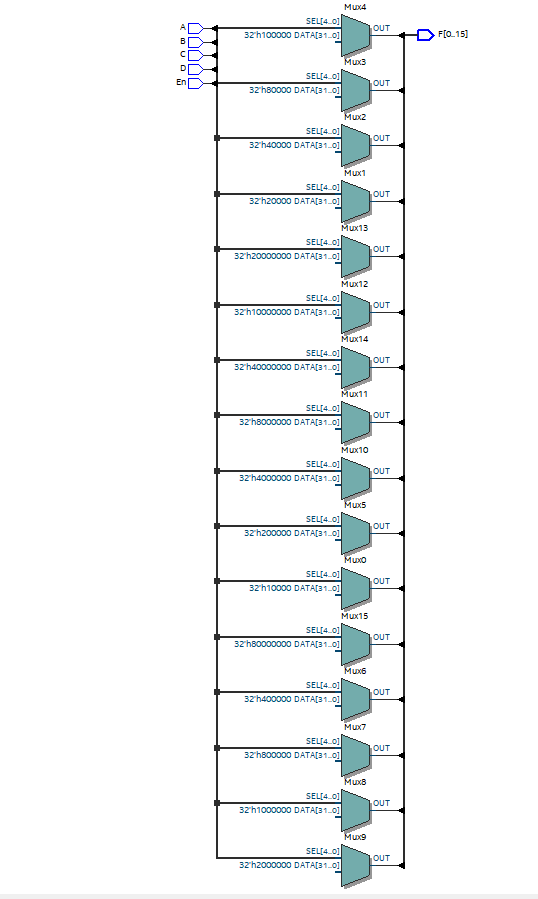 Mux4
A
SEL[4..0]
B
32'h100000 DATA[31..0]
OUT
F[0..15]
C
D
Mux3
En
SEL[4..0]
32'h80000 DATA[31..0]
OUT
Mux2
SEL[4..0]
32'h40000 DATA[31..0]
OUT
Mux1
SEL[4..0]
32'h20000 DATA[31..0]
OUT
Mux13
SEL[4..0]
32'h20000000 DATA[31..0]
OUT
Mux12
SEL[4..0]
32'h10000000 DATA[31..0]
OUT
Mux14
SEL[4..0]
32'h40000000 DATA[31..0]
OUT
Mux11
SEL[4..0]
32'h8000000 DATA[31..0]
OUT
Mux10
SEL[4..0]
32'h4000000 DATA[31..0]
OUT
Mux5
SEL[4..0]
32'h200000 DATA[31..0]
OUT
Mux0
SEL[4..0]
32'h10000 DATA[31..0]
OUT
Mux15
SEL[4..0]
32'h80000000 DATA[31..0]
OUT
Mux6
SEL[4..0]
32'h400000 DATA[31..0]
OUT
Mux7
SEL[4..0]
32'h800000 DATA[31..0]
OUT
Mux8
SEL[4..0]
32'h1000000 DATA[31..0]
OUT
Mux9
SEL[4..0]
32'h2000000 DATA[31..0]
OUT